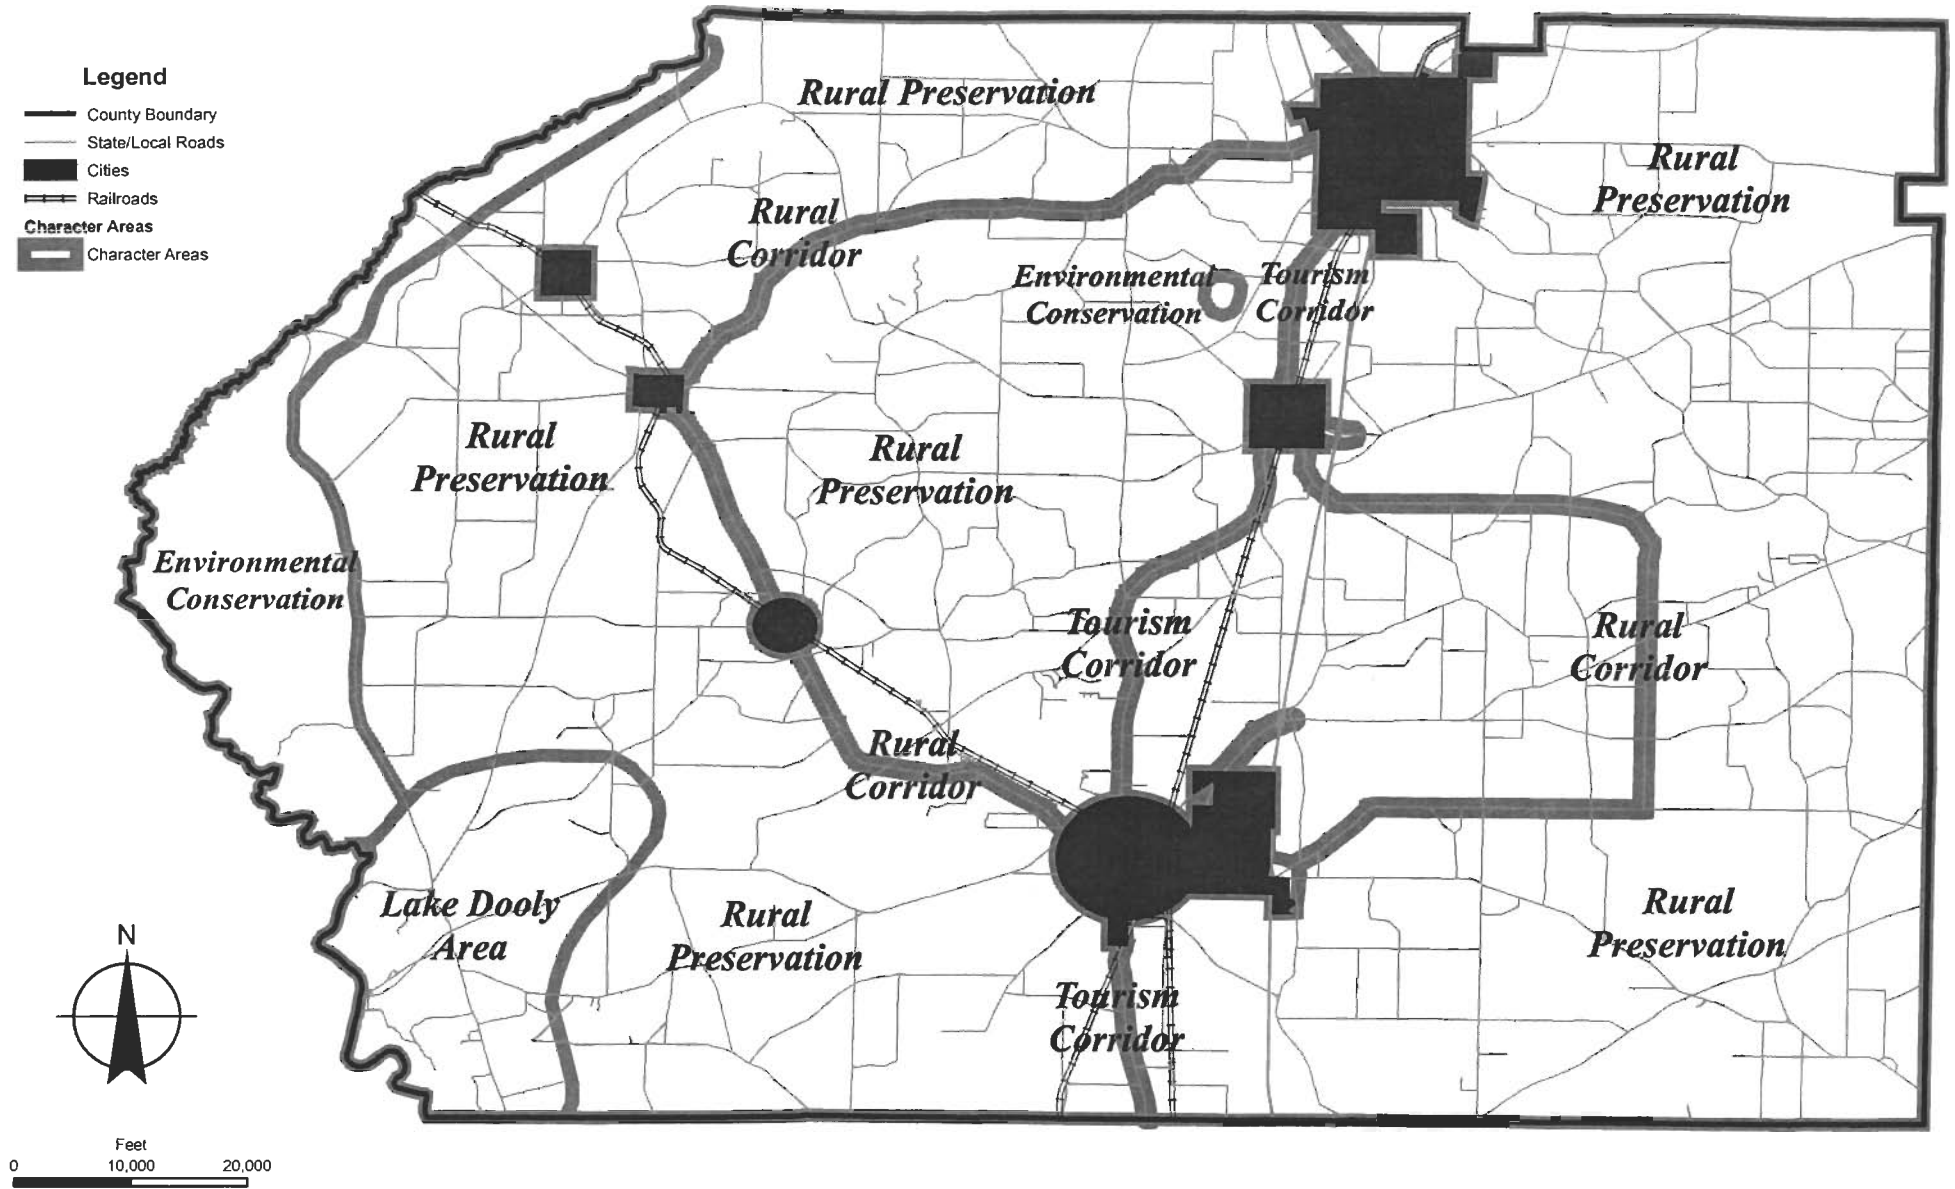 Legend
County Boundary
State/Local Roads
Cities
Railroads
Character Areas
Character Areas
Rural Preservation
Rural
Preservation
Rural
Corridor
Environmental
Conservation
Tourism
Corridor
Rural
Preservation
Rural
Preservation
Environmental
Conservation
Tourism
Corridor
Rural
Corridor
Rural
Corridor
Lake Dooly
Area
Rural
Preservation
Rural
Preservation
Tourism
Corridor
N
Feet
0 10,000 20,000